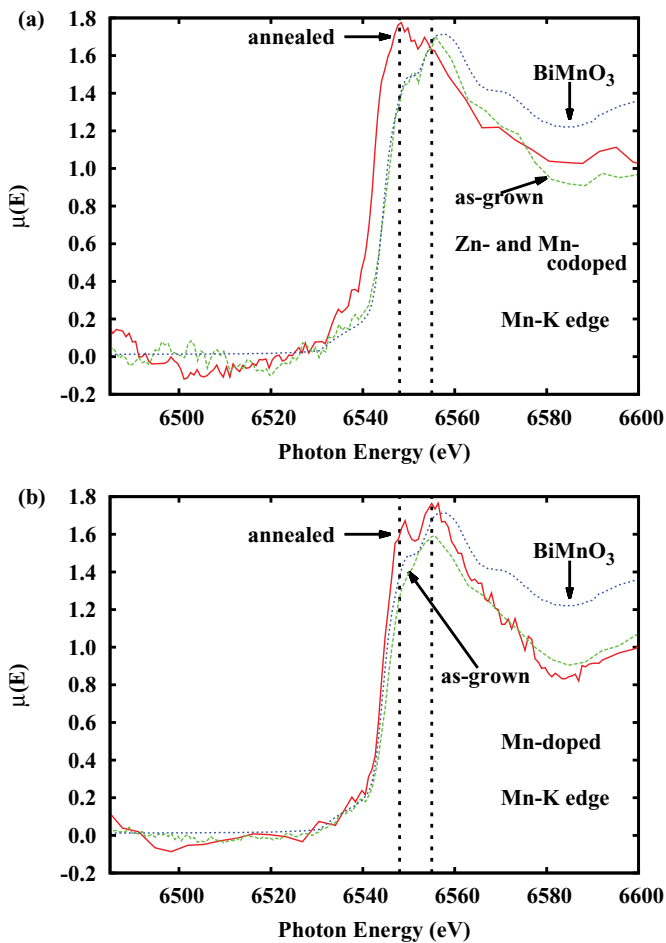 (a)
1.8
1.6
1.4
1.2
1.0
0.8
0.6
0.4
0.2
0.0
-0.2
μ(E)
annealed
BiMnO3
as-grown
Zn- and Mn-
codoped
Mn-K edge
6500 6520 6540 6560 6580 6600
Photon Energy (eV)
(b)
1.8
1.6
1.4
1.2
1.0
0.8
0.6
0.4
0.2
0.0
-0.2
μ(E)
annealed
BiMnO3
as-grown
Mn-doped
Mn-K edge
6500 6520 6540 6560 6580 6600
Photon Energy (eV)